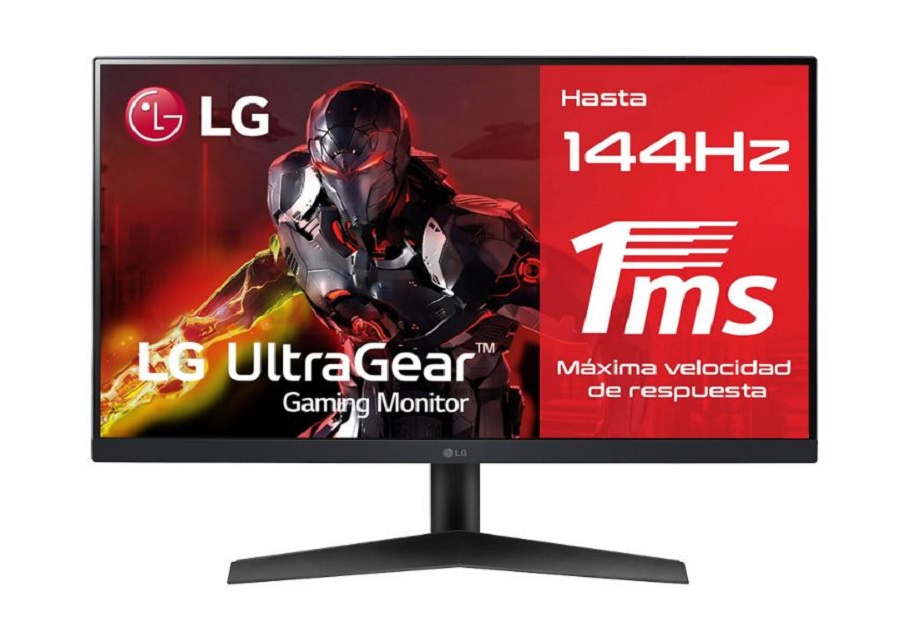 LG
LG UltraGear™
Gaming Monitor
Hasta
144Hz
1ms
Máxima velocidad
de respuesta
LG